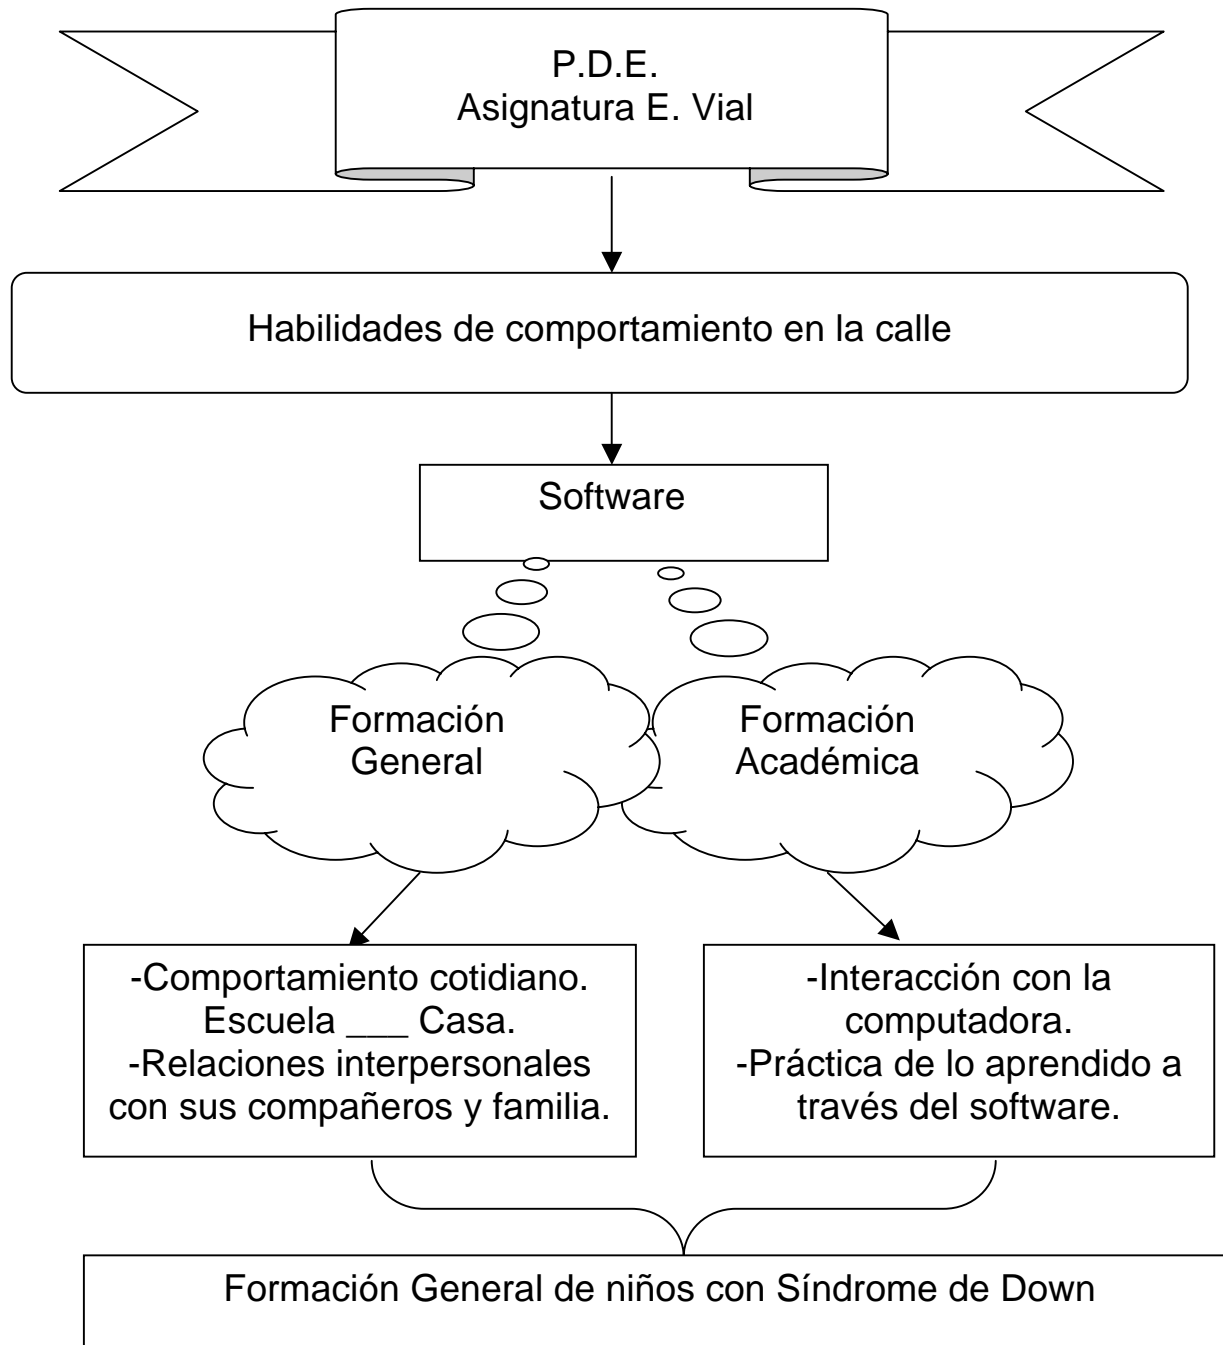 P.D.E.
Asignatura E. Vial
Habilidades de comportamiento en la calle
Software
Formación
General
Formación
Académica
-Comportamiento cotidiano.
Escuela ___ Casa.
-Relaciones interpersonales
con sus compañeros y familia.
-Interacción con la
computadora.
-Práctica de lo aprendido a
través del software.
Formación General de niños con Síndrome de Down